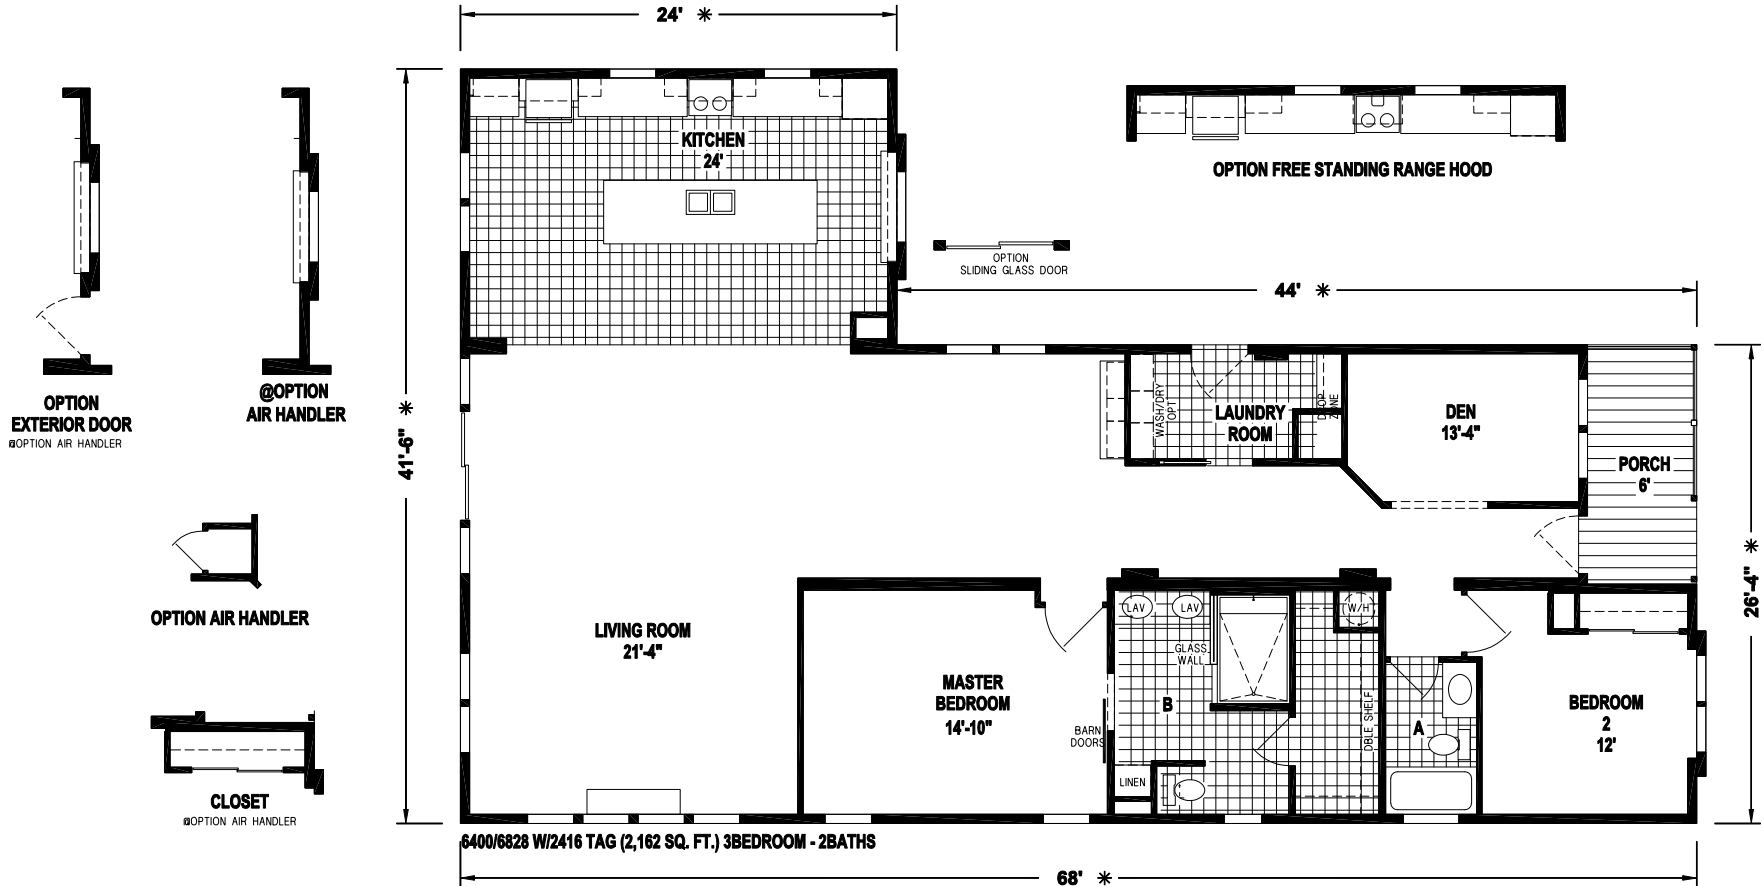 24' ✳
KITCHEN
24'
OPTION FREE STANDING RANGE HOOD
OPTION
SLIDING GLASS DOOR
44' ✳
OPTION
EXTERIOR DOOR
@OPTION AIR HANDLER
@OPTION
AIR HANDLER
41'-6" ✳
WASH/DRY
OPT
LAUNDRY
ROOM
DROP
ZONE
DEN
13'-4"
PORCH
6'
26'-4" ✳
OPTION AIR HANDLER
LIVING ROOM
21'-4"
MASTER
BEDROOM
14'-10"
BARN
DOORS
LAV
LAV
GLASS
WALL
B
W/H
DBLE SHELF
LINEN
A
BEDROOM
2
12'
CLOSET
@OPTION AIR HANDLER
6400/6828 W/2416 TAG (2,162 SQ. FT.) 3BEDROOM - 2BATHS
68' ✳